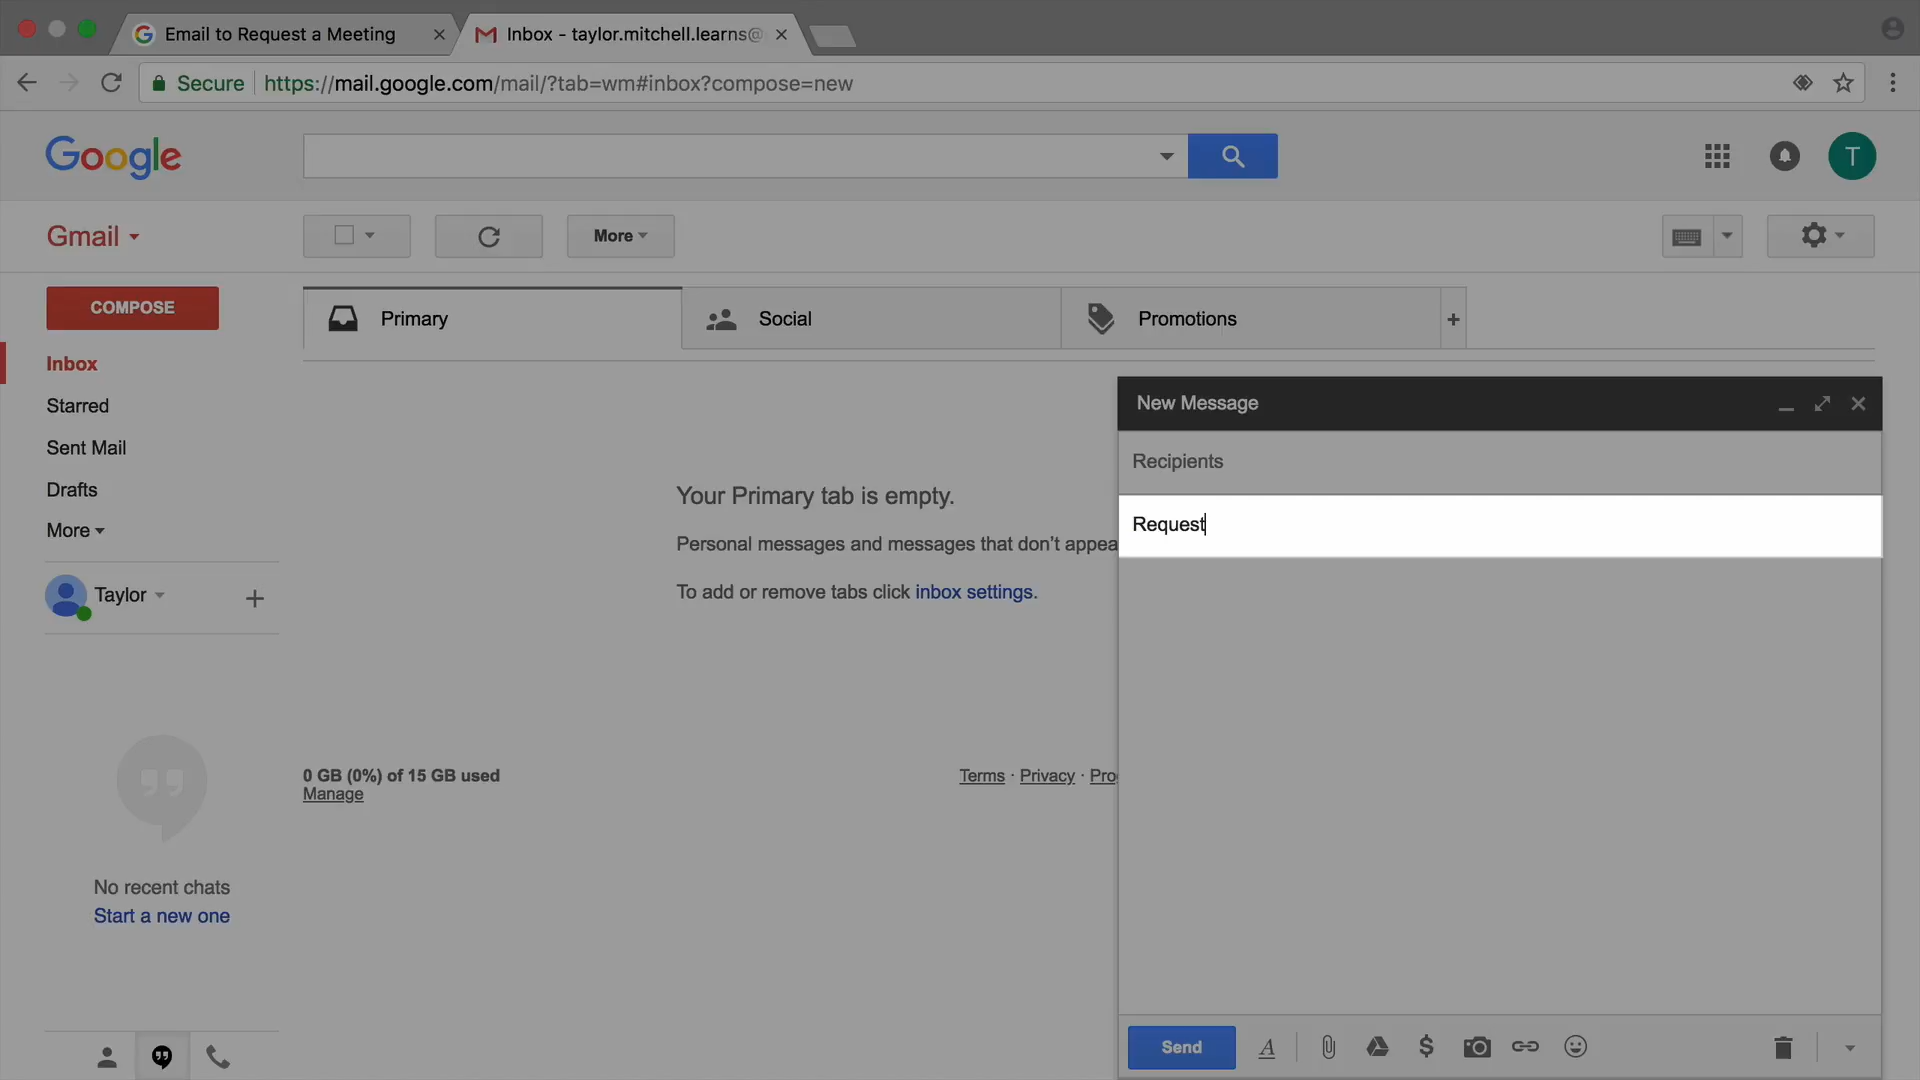 Email to Request a Meeting
Inbox - taylor.mitchell.learns@
Secure
https://mail.google.com/mail/?tab=wm#inbox?compose=new
Google
T
Gmail
More
COMPOSE
Primary
Social
Promotions
+
Inbox
Starred
Sent Mail
Drafts
More
Taylor
New Message
Recipients
Request
Your Primary tab is empty.
Personal messages and messages that don't appea
To add or remove tabs click inbox settings.
0 GB (0%) of 15 GB used
Manage
Terms · Privacy · Pro
No recent chats
Start a new one
Send